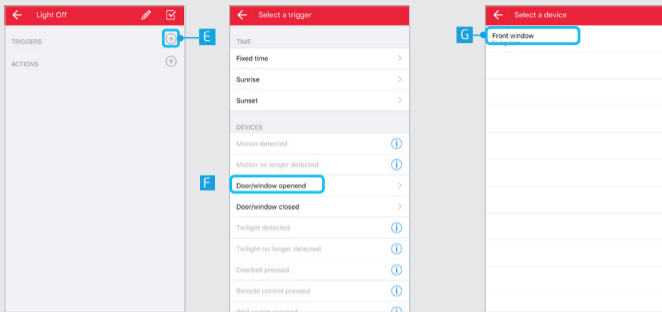 Light Off
TRIGGERS
E
ACTIONS
Select a trigger
TIME
Fixed time
Sunrise
Sunset
DEVICES
Motion detected
Motion no longer detected
F
Door/window openend
Door/window closed
Twilight detected
Twilight no longer detected
Doorbell pressed
Remote control pressed
Select a device
G
Front window